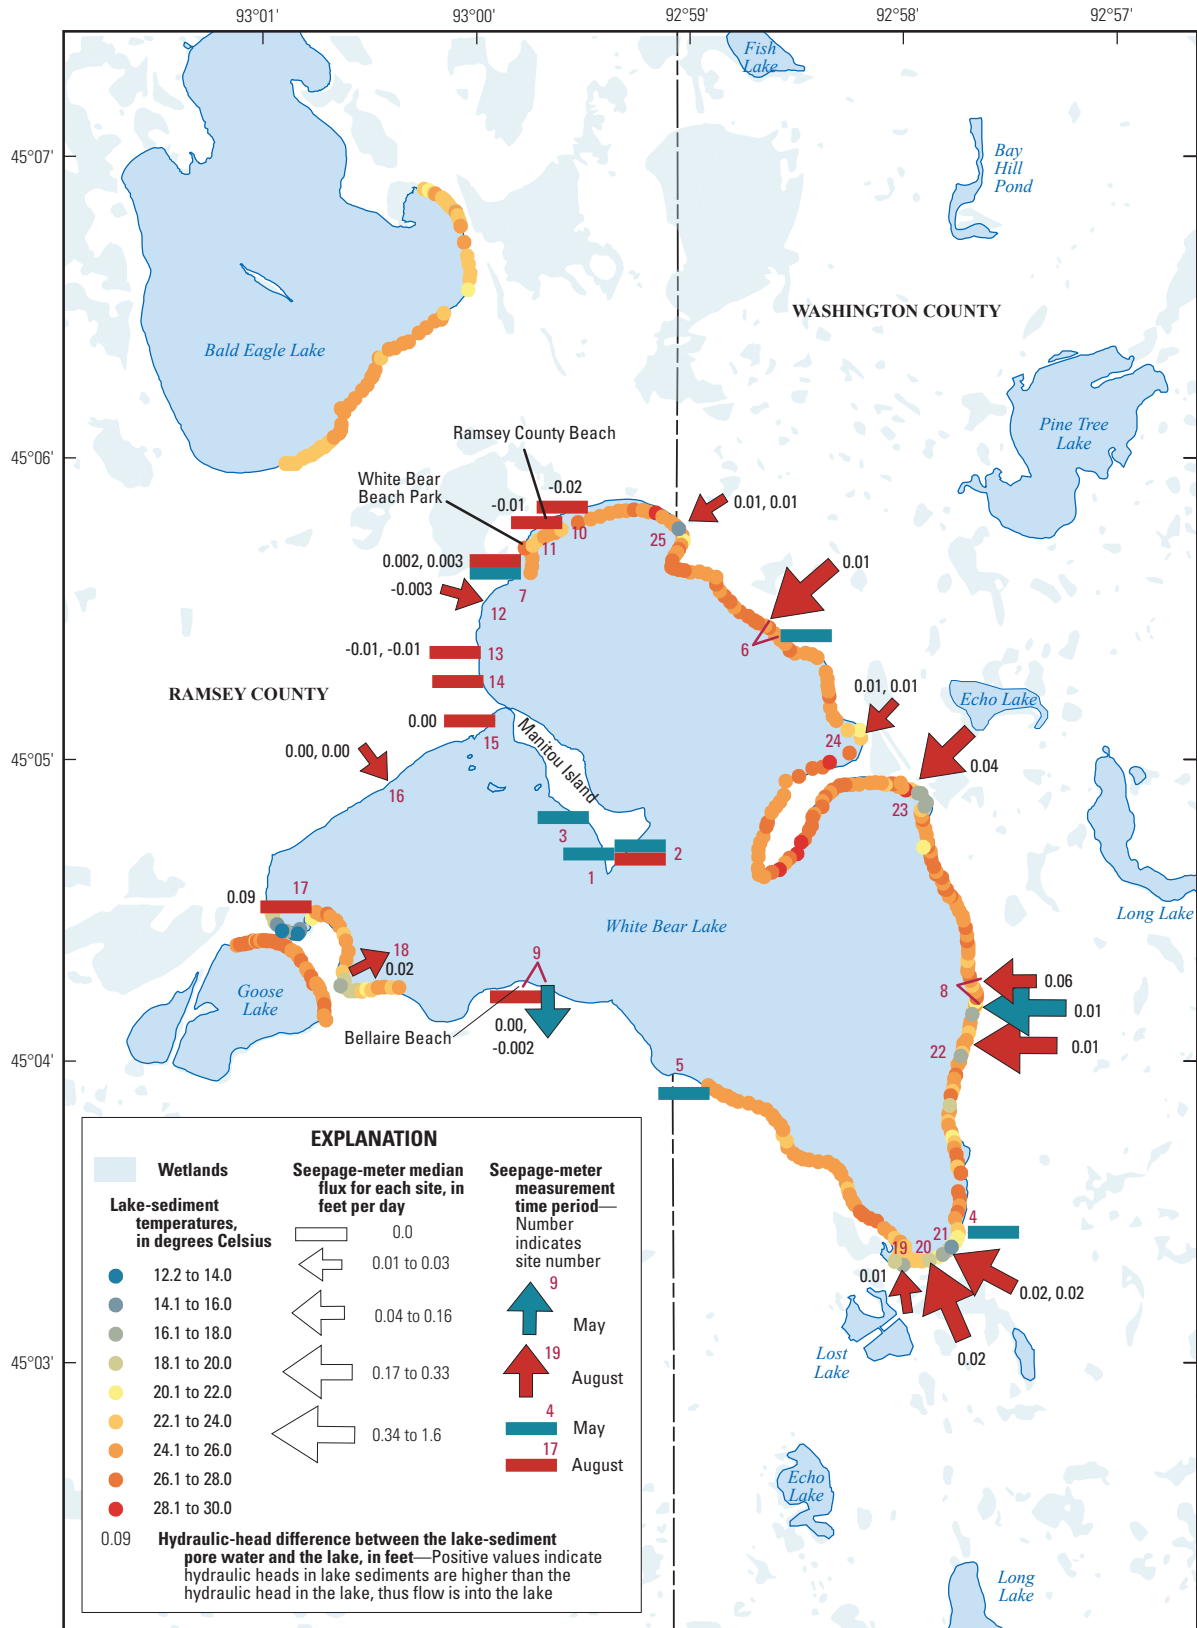 93°01'
93°00'
92°59'
92°58'
92°57'
Fish
Lake
45°07'
Bay
Hill
Pond
WASHINGTON COUNTY
Bald Eagle Lake
Pine Tree
Lake
Ramsey County Beach
45°06'
White Bear
Beach Park
-0.02
-0.01
0.01, 0.01
10
25
11
0.002, 0.003
0.01
-0.003
7
12
6
-0.01, -0.01
13
14
RAMSEY COUNTY
0.01, 0.01
Echo Lake
0.00
15
Manitou Island
24
45°05'
0.00, 0.00
0.04
16
23
3
1
2
17
0.09
White Bear Lake
Long Lake
18
9
0.02
Goose
Lake
8
0.06
0.01
0.00,
-0.002
Bellaire Beach
22
0.01
45°04'
5
4
21
20
19
0.01
0.02, 0.02
0.02
Lost
Lake
45°03'
Echo
Lake
Long
Lake
EXPLANATION
Wetlands
Lake-sediment
temperatures,
in degrees Celsius
12.2 to 14.0
14.1 to 16.0
16.1 to 18.0
18.1 to 20.0
20.1 to 22.0
22.1 to 24.0
24.1 to 26.0
26.1 to 28.0
28.1 to 30.0
Seepage-meter median
flux for each site, in
feet per day
0.0
0.01 to 0.03
0.04 to 0.16
0.17 to 0.33
0.34 to 1.6
Seepage-meter
measurement
time period—
Number
indicates
site number
9
May
19
August
4
May
17
August
0.09
Hydraulic-head difference between the lake-sediment
pore water and the lake, in feet—Positive values indicate
hydraulic heads in lake sediments are higher than the
hydraulic head in the lake, thus flow is into the lake